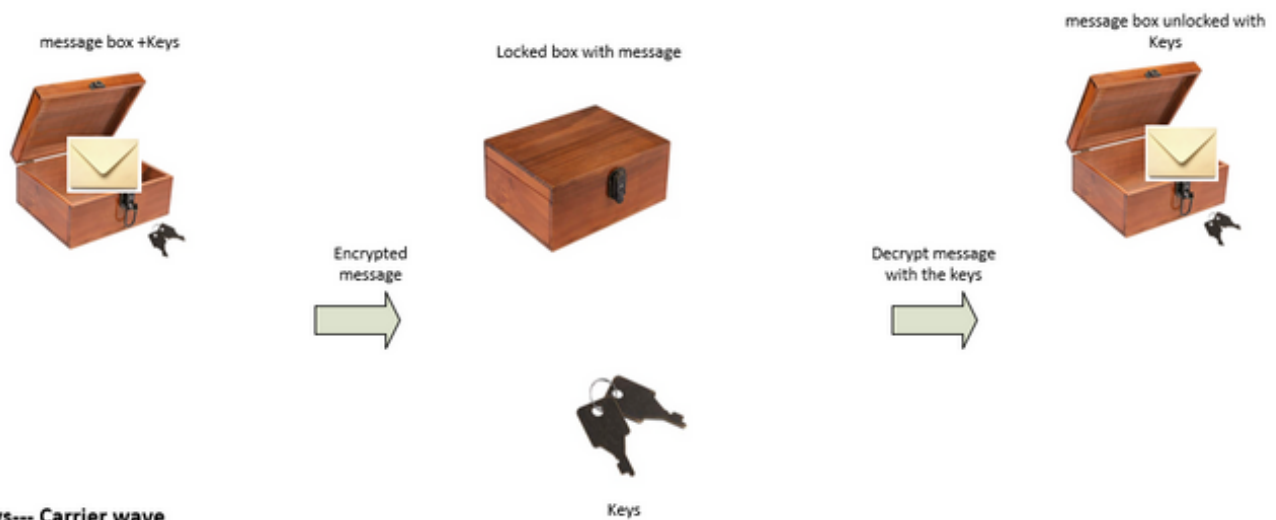 message box +Keys
Locked box with message
message box unlocked with
Keys
Encrypted
message
Decrypt message
with the keys
Keys
Carrier wave